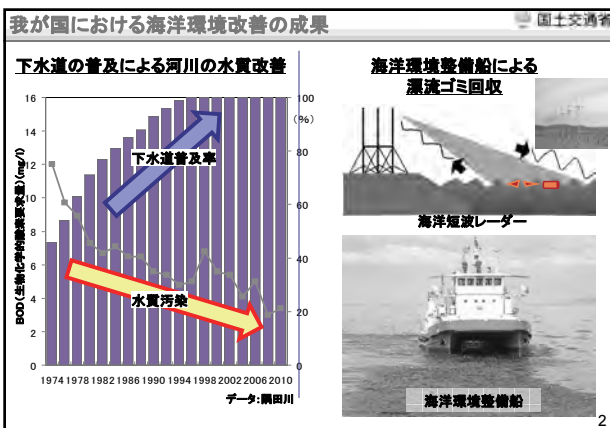 我が国における海洋環境改善の成果
国土交通省
下水道の普及による河川の水質改善
16
14
12
10
8
6
4
2
0
BOD(生物化学的酸素要求量)(mg/l)
100
(%)
80
60
40
20
0
下水道普及率
水質汚染
1974 1978 1982 1986 1990 1994 1998 2002 2006 2010
データ:隅田川
海洋環境整備船による
漂流ゴミ回収
海洋短波レーダー
海洋環境整備船
2